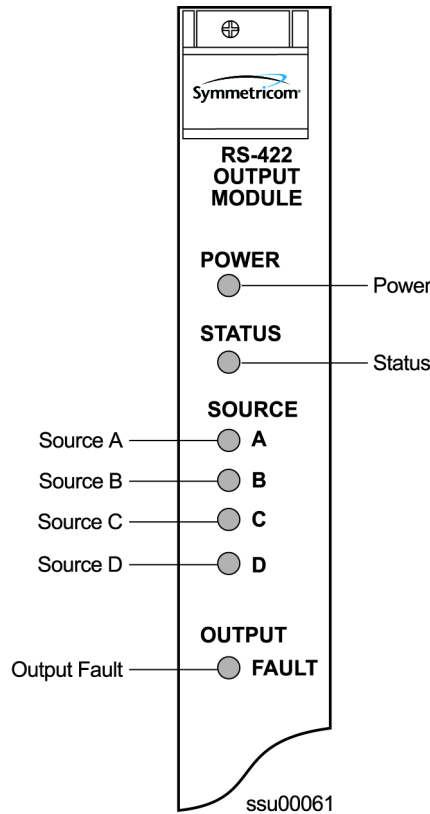 Symmetricom
RS-422
OUTPUT
MODULE
POWER
Power
STATUS
Status
SOURCE
Source A
A
Source B
B
Source C
C
Source D
D
OUTPUT
Output Fault
FAULT
ssu00061